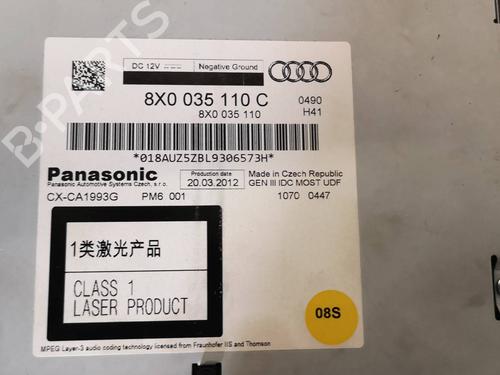 DC 12V Negative Ground
8X0 035 110 C 0490
8X0 035 110 H41
*018AUZ5ZBL9306573H*
Panasonic
Panasonic Automotive Systems Czech, s.r.o.
Production date
20.03.2012
Made in Czech Republic
GEN III IDC MOST UDF
CX-CA1993G PM6 001 1070 0447
1类激光产品
CLASS 1
LASER PRODUCT
08S
MPEG Layer-3 audio coding technology licensed from Fraunhofer IIS and Thomson
B-PARTS